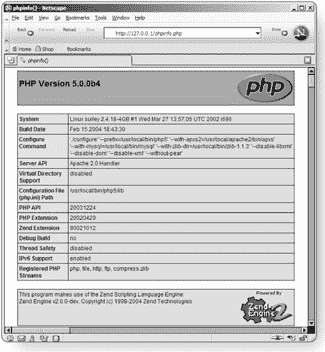 phpinfo() - Netscape
File Edit View Go Bookmarks Tools Window Help
Back Forward Reload Stop http://127.0.0.1/phpinfo.php Print
Home Shop Bookmarks
phpinfo()
PHP Version 5.0.0b4
php
System Linux sulley 2.4.18-4GB #1 Wed Mar 27 13:57:05 UTC 2002 i686
Build Date Feb 15 2004 18:43:30
Configure Command './configure' '--prefix=/usr/local/bin/php5' '--with-apxs2=/usr/local/apache2/bin/apxs' '--with-mysql=/usr/local/bin/mysql' '--with-zlib-dir=/usr/local/lib/zlib-1.1.3' '--disable-libxml' '--disable-dom' '--disable-xml' '--without-pear'
Server API Apache 2.0 Handler
Virtual Directory Support disabled
Configuration File (php.ini) Path /usr/local/bin/php5/lib
PHP API 20031224
PHP Extension 20020429
Zend Extension 90021012
Debug Build no
Thread Safety disabled
IPv6 Support enabled
Registered PHP Streams php, file, http, ftp, compress.zlib
This program makes use of the Zend Scripting Language Engine:
Zend Engine v2.0.0-dev, Copyright (c) 1998-2004 Zend Technologies
Powered By
Zend Engine 2